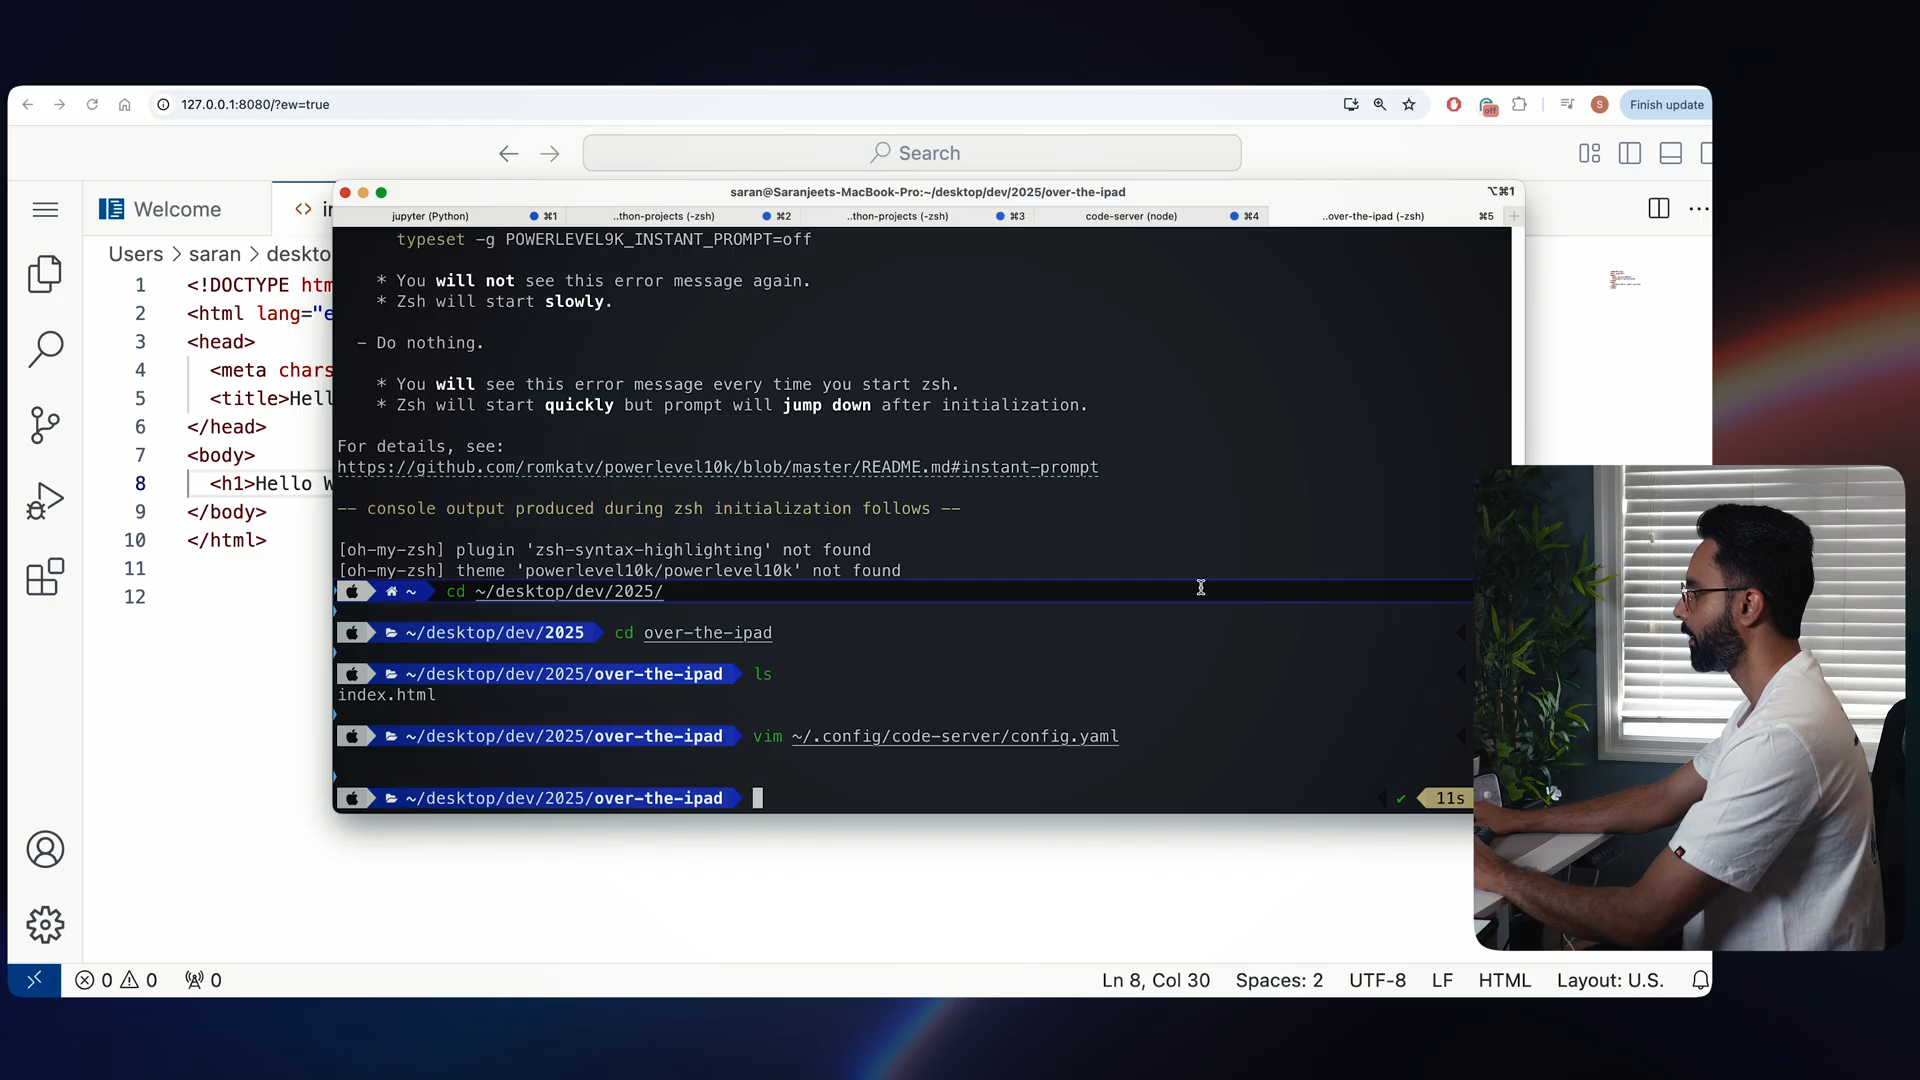 127.0.0.1:8080/?ew=true
off
S
Finish update
Search
Welcome
Users > saran > deskto
1 <!DOCTYPE htm
2 <html lang="e
3 <head>
4 <meta chars
5 <title>Hell
6 </head>
7 <body>
8 <h1>Hello W
9 </body>
10 </html>
11
12
saran@Saranjeets-MacBook-Pro:~/desktop/dev/2025/over-the-ipad
⌥⌘1
jupyter (Python) ⌘1
..thon-projects (-zsh) ⌘2
..thon-projects (-zsh) ⌘3
code-server (node) ⌘4
..over-the-ipad (-zsh) ⌘5
typeset -g POWERLEVEL9K_INSTANT_PROMPT=off
* You will not see this error message again.
* Zsh will start slowly.
- Do nothing.
* You will see this error message every time you start zsh.
* Zsh will start quickly but prompt will jump down after initialization.
For details, see:
https://github.com/romkatv/powerlevel10k/blob/master/README.md#instant-prompt
-- console output produced during zsh initialization follows --
[oh-my-zsh] plugin 'zsh-syntax-highlighting' not found
[oh-my-zsh] theme 'powerlevel10k/powerlevel10k' not found
~ cd ~/desktop/dev/2025/
~/desktop/dev/2025 cd over-the-ipad
~/desktop/dev/2025/over-the-ipad ls
index.html
~/desktop/dev/2025/over-the-ipad vim ~/.config/code-server/config.yaml
~/desktop/dev/2025/over-the-ipad ✔ 11s
0 0 0
Ln 8, Col 30 Spaces: 2 UTF-8 LF HTML Layout: U.S.